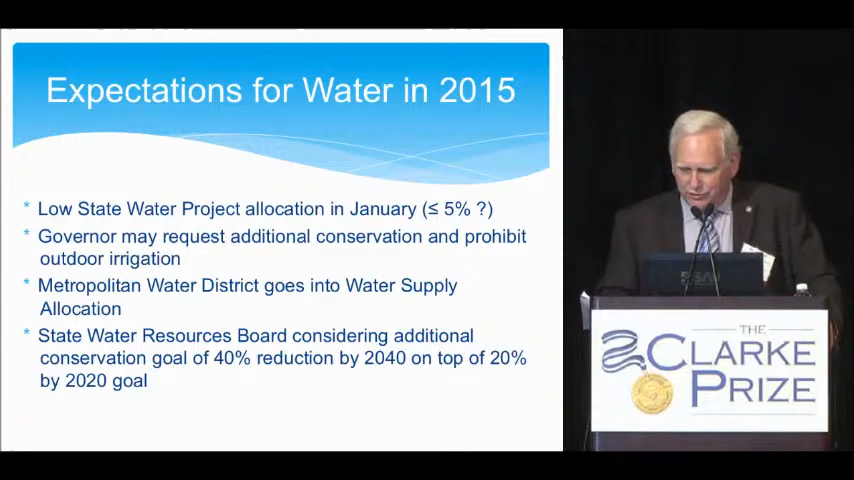 Expectations for Water in 2015
* Low State Water Project allocation in January (≤ 5% ?)
* Governor may request additional conservation and prohibit
outdoor irrigation
* Metropolitan Water District goes into Water Supply
Allocation
* State Water Resources Board considering additional
conservation goal of 40% reduction by 2040 on top of 20%
by 2020 goal
THE
CLARKE
PRIZE